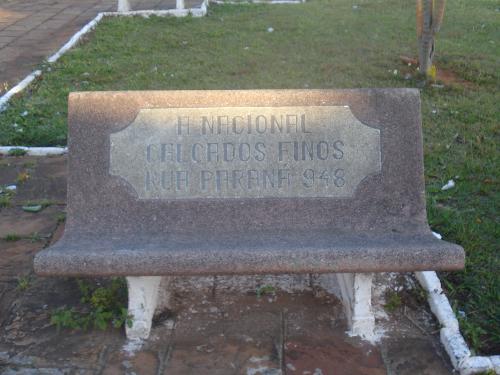 A NACIONAL
CALÇADOS FINOS
RUA PARANÁ 948